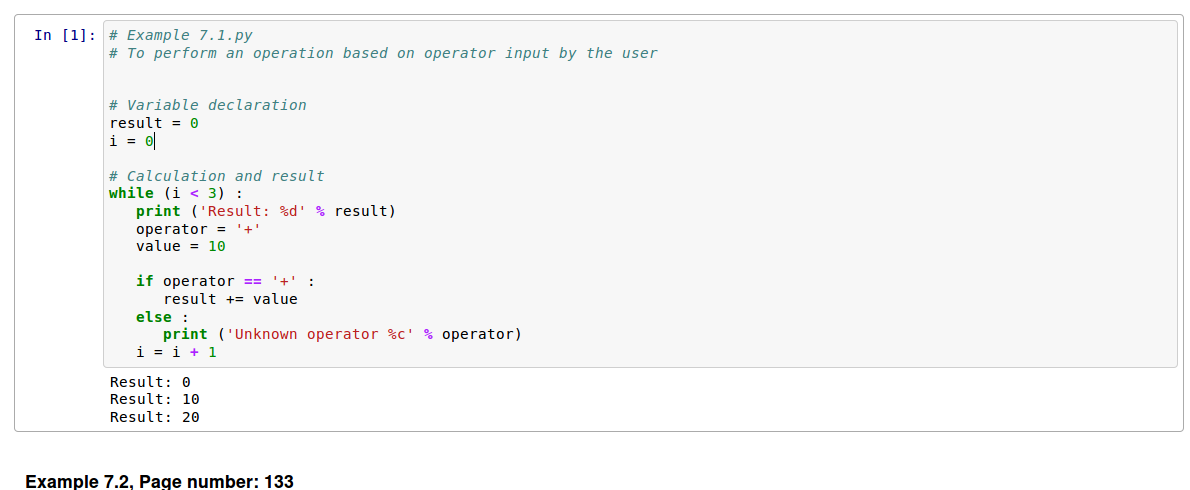 In [1]: # Example 7.1.py
# To perform an operation based on operator input by the user
# Variable declaration
result = 0
i = 0
# Calculation and result
while (i < 3) :
print ('Result: %d' % result)
operator = '+'
value = 10
if operator == '+' :
result += value
else :
print ('Unknown operator %c' % operator)
i = i + 1
Result: 0
Result: 10
Result: 20
Example 7.2, Page number: 133